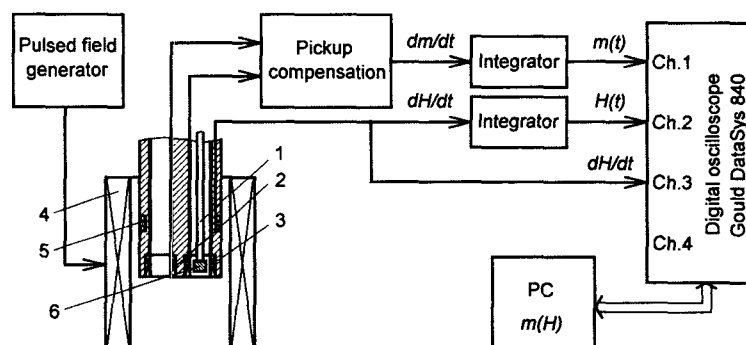 Pulsed field
generator
Pickup
compensation
dm/dt
Integrator
m(t)
Ch.1
dH/dt
Integrator
H(t)
Ch.2
dH/dt
Ch.3
Ch.4
Digital oscilloscope
Gould DataSys 840
1
2
3
4
5
6
PC
m(H)